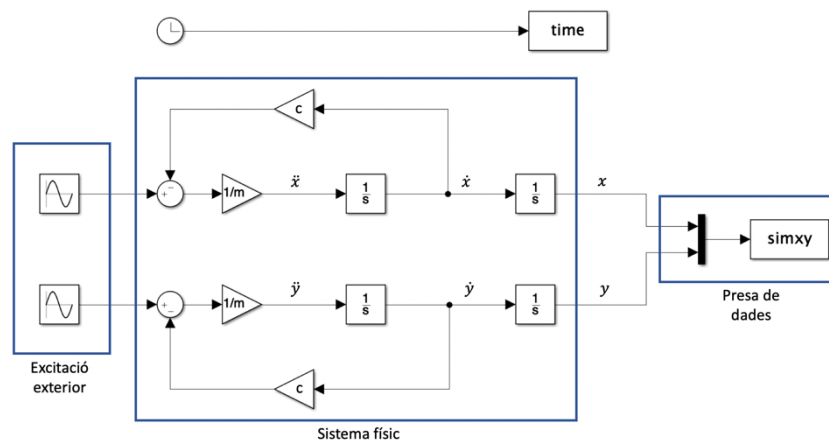 time
c
1/m
ẍ
1
s
ẋ
1
s
x
+
−
simxy
1/m
ÿ
1
s
ẏ
1
s
y
+
−
c
Presa de
dades
Excitació
exterior
Sistema físic